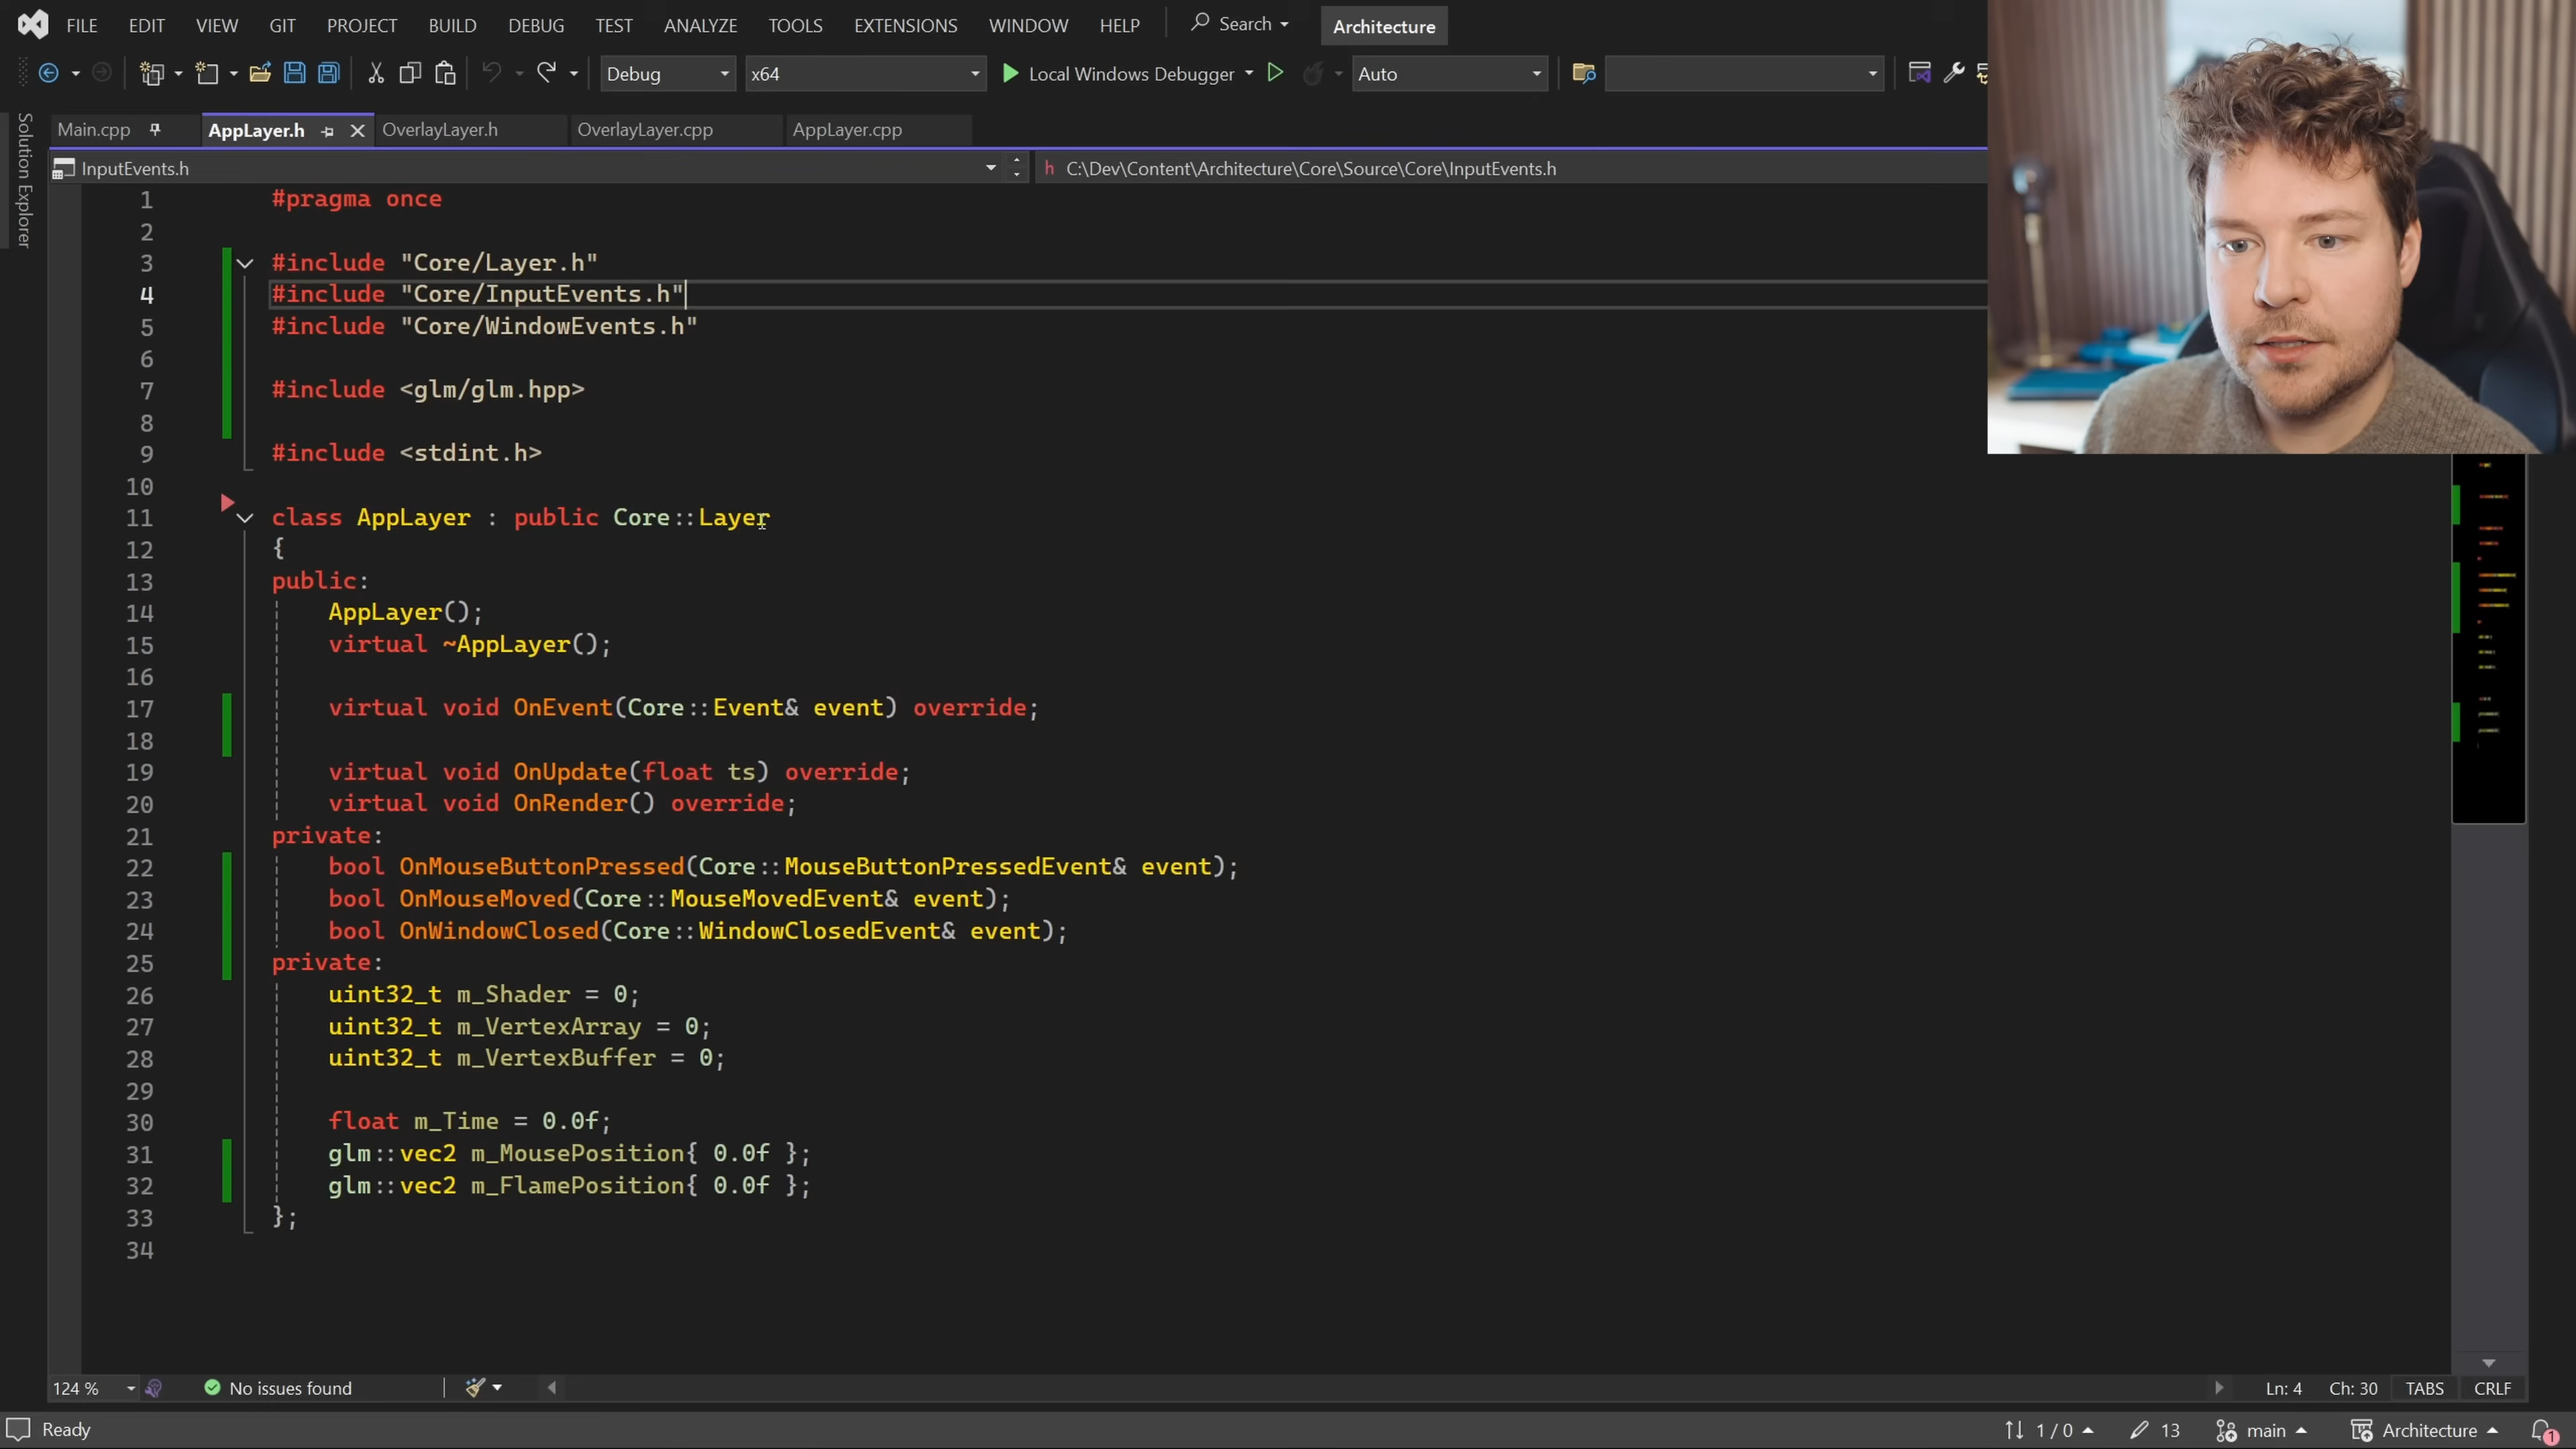 FILE EDIT VIEW GIT PROJECT BUILD DEBUG TEST ANALYZE TOOLS EXTENSIONS WINDOW HELP Search Architecture
Debug x64 Local Windows Debugger Auto
Solution Explorer
Main.cpp AppLayer.h OverlayLayer.h OverlayLayer.cpp AppLayer.cpp
InputEvents.h C:\Dev\Content\Architecture\Core\Source\Core\InputEvents.h
1 #pragma once
2
3 #include "Core/Layer.h"
4 #include "Core/InputEvents.h"
5 #include "Core/WindowEvents.h"
6
7 #include <glm/glm.hpp>
8
9 #include <stdint.h>
10
11 class AppLayer : public Core::Layer
12 {
13 public:
14 AppLayer();
15 virtual ~AppLayer();
16
17 virtual void OnEvent(Core::Event& event) override;
18
19 virtual void OnUpdate(float ts) override;
20 virtual void OnRender() override;
21 private:
22 bool OnMouseButtonPressed(Core::MouseButtonPressedEvent& event);
23 bool OnMouseMoved(Core::MouseMovedEvent& event);
24 bool OnWindowClosed(Core::WindowClosedEvent& event);
25 private:
26 uint32_t m_Shader = 0;
27 uint32_t m_VertexArray = 0;
28 uint32_t m_VertexBuffer = 0;
29
30 float m_Time = 0.0f;
31 glm::vec2 m_MousePosition{ 0.0f };
32 glm::vec2 m_FlamePosition{ 0.0f };
33 };
34
124 % No issues found Ln: 4 Ch: 30 TABS CRLF
Ready 1 / 0 13 main Architecture 1